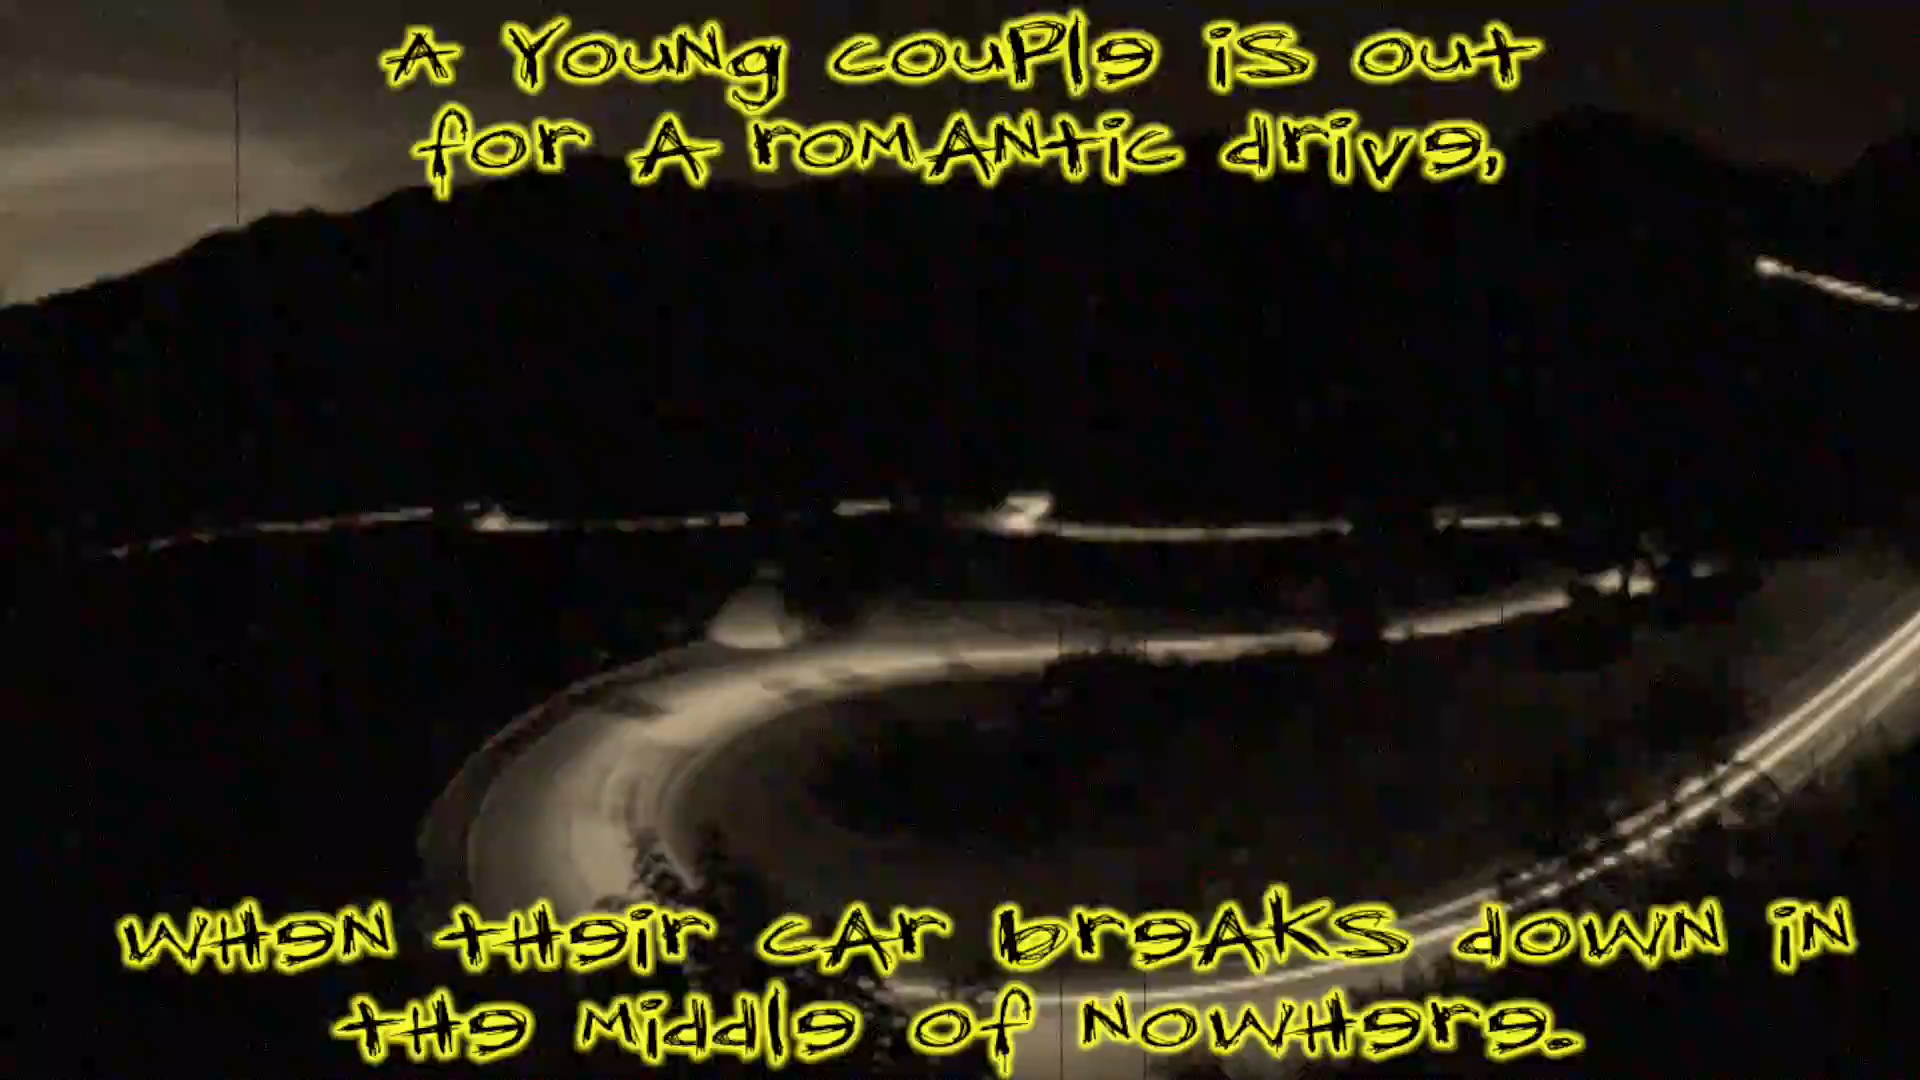 A Young couple is out
for A romantic drive,
when their car breaks down in
the middle of nowhere.